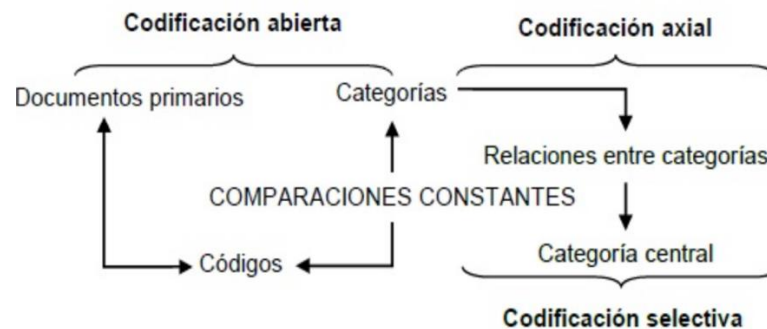 Codificación abierta
Codificación axial
Documentos primarios
Categorías
Relaciones entre categorías
COMPARACIONES CONSTANTES
Códigos
Categoría central
Codificación selectiva